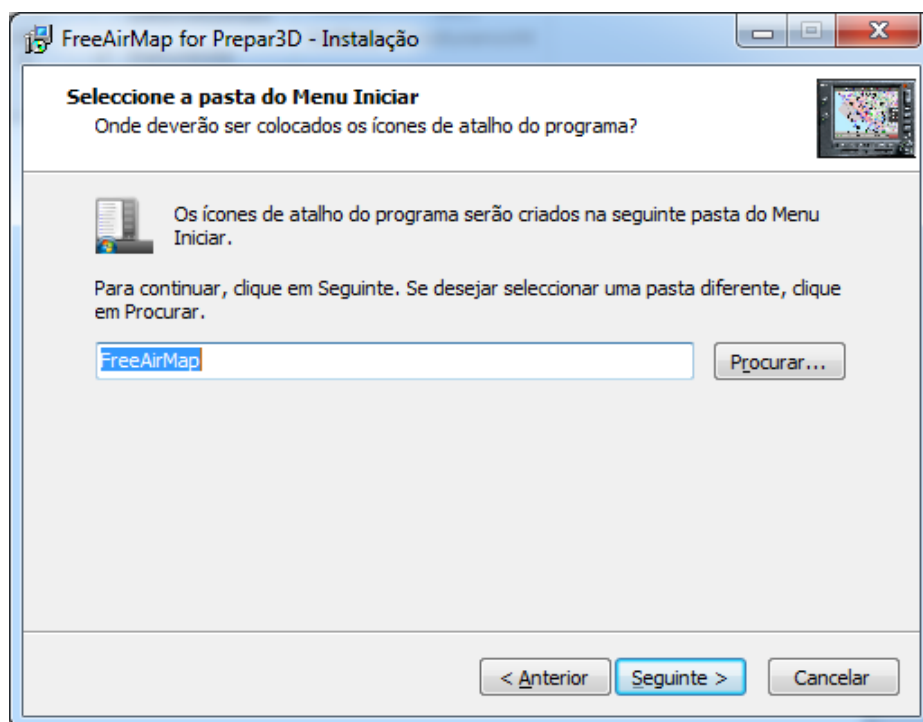 FreeAirMap for Prepar3D - Instalação
Seleccione a pasta do Menu Iniciar
Onde deverão ser colocados os ícones de atalho do programa?
Os ícones de atalho do programa serão criados na seguinte pasta do Menu
Iniciar.
Para continuar, clique em Seguinte. Se desejar seleccionar uma pasta diferente, clique
em Procurar.
FreeAirMap
Procurar...
< Anterior
Seguinte >
Cancelar